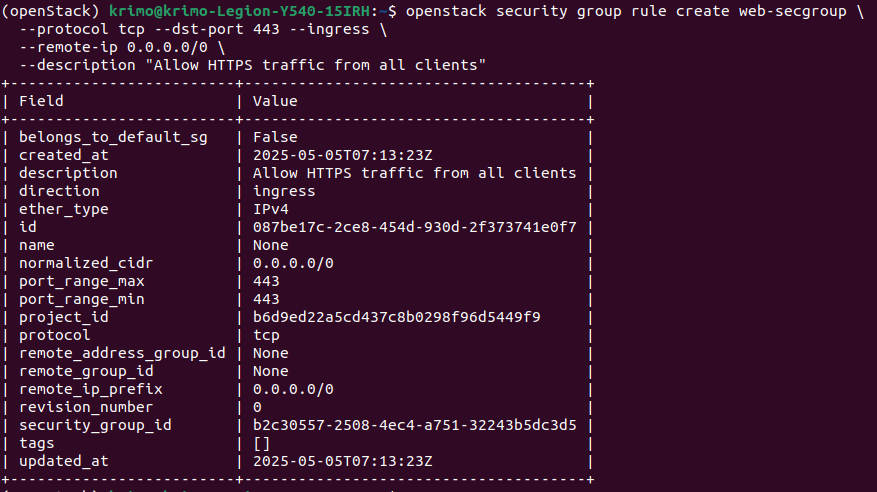 (openStack) krimo@krimo-Legion-Y540-15IRH:~$ openstack security group rule create web-secgroup \
  --protocol tcp --dst-port 443 --ingress \
  --remote-ip 0.0.0.0/0 \
  --description "Allow HTTPS traffic from all clients"
+-------------------------+--------------------------------------+
| Field                   | Value                                |
+-------------------------+--------------------------------------+
| belongs_to_default_sg   | False                                |
| created_at              | 2025-05-05T07:13:23Z                 |
| description             | Allow HTTPS traffic from all clients |
| direction               | ingress                              |
| ether_type              | IPv4                                 |
| id                      | 087be17c-2ce8-454d-930d-2f373741e0f7 |
| name                    | None                                 |
| normalized_cidr         | 0.0.0.0/0                            |
| port_range_max          | 443                                  |
| port_range_min          | 443                                  |
| project_id              | b6d9ed22a5cd437c8b0298f96d5449f9     |
| protocol                | tcp                                  |
| remote_address_group_id | None                                 |
| remote_group_id         | None                                 |
| remote_ip_prefix        | 0.0.0.0/0                            |
| revision_number         | 0                                    |
| security_group_id       | b2c30557-2508-4ec4-a751-32243b5dc3d5 |
| tags                    | []                                   |
| updated_at              | 2025-05-05T07:13:23Z                 |
+-------------------------+--------------------------------------+